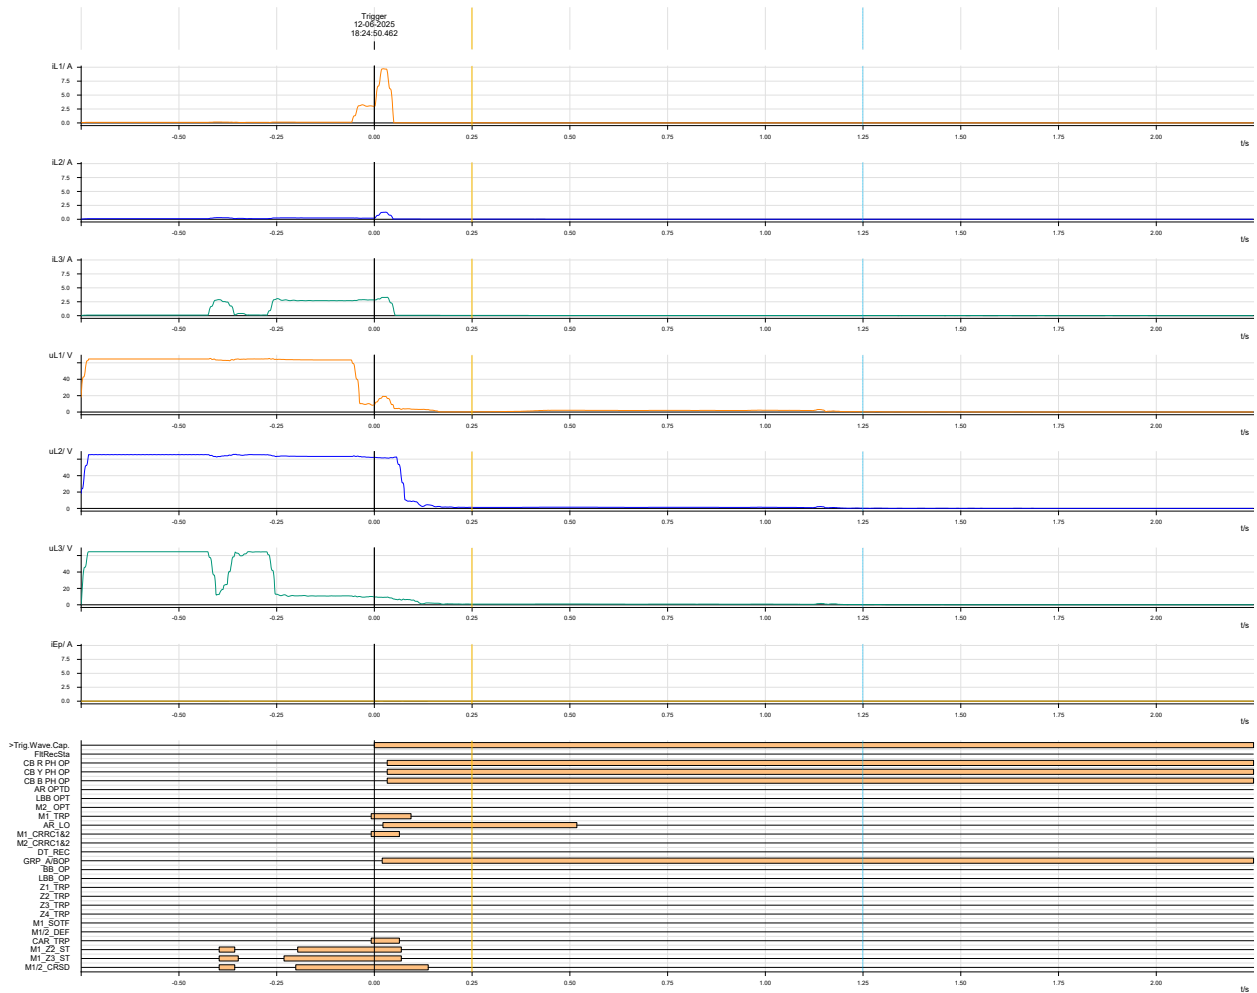 Trigger
12-06-2025
18:24:50.462
iL1/ A
7.5
5.0
2.5
0.0
-0.50 -0.25 0.00 0.25 0.50 0.75 1.00 1.25 1.50 1.75 2.00
t/s
iL2/ A
7.5
5.0
2.5
0.0
-0.50 -0.25 0.00 0.25 0.50 0.75 1.00 1.25 1.50 1.75 2.00
t/s
iL3/ A
7.5
5.0
2.5
0.0
-0.50 -0.25 0.00 0.25 0.50 0.75 1.00 1.25 1.50 1.75 2.00
t/s
uL1/ V
40
20
0
-0.50 -0.25 0.00 0.25 0.50 0.75 1.00 1.25 1.50 1.75 2.00
t/s
uL2/ V
40
20
0
-0.50 -0.25 0.00 0.25 0.50 0.75 1.00 1.25 1.50 1.75 2.00
t/s
uL3/ V
40
20
0
-0.50 -0.25 0.00 0.25 0.50 0.75 1.00 1.25 1.50 1.75 2.00
t/s
iEp/ A
7.5
5.0
2.5
0.0
-0.50 -0.25 0.00 0.25 0.50 0.75 1.00 1.25 1.50 1.75 2.00
t/s
>Trig.Wave.Cap.
FltRecSta
CB R PH OP
CB Y PH OP
CB B PH OP
AR OPTD
LBB OPT
M2_ OPT
M1_TRP
AR_LO
M1_CRRC1&2
M2_CRRC1&2
DT_REC
GRP_A/BOP
BB_OP
LBB_OP
Z1_TRP
Z2_TRP
Z3_TRP
Z4_TRP
M1_SOTF
M1/2_DEF
CAR_TRP
M1_Z2_ST
M1_Z3_ST
M1/2_CRSD
-0.50 -0.25 0.00 0.25 0.50 0.75 1.00 1.25 1.50 1.75 2.00
t/s